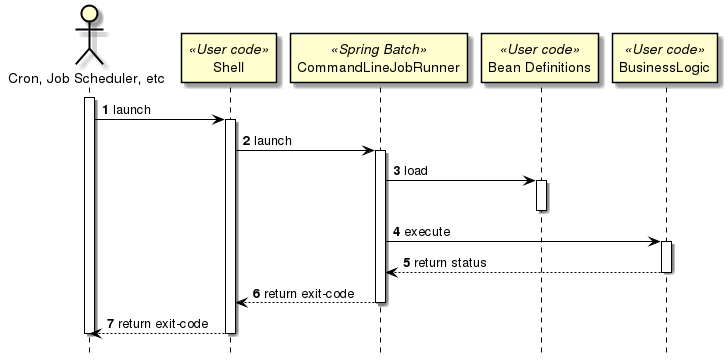 «User code»
Shell
«Spring Batch»
CommandLineJobRunner
«User code»
Bean Definitions
«User code»
BusinessLogic
Cron, Job Scheduler, etc
1 launch
2 launch
3 load
4 execute
5 return status
6 return exit-code
7 return exit-code